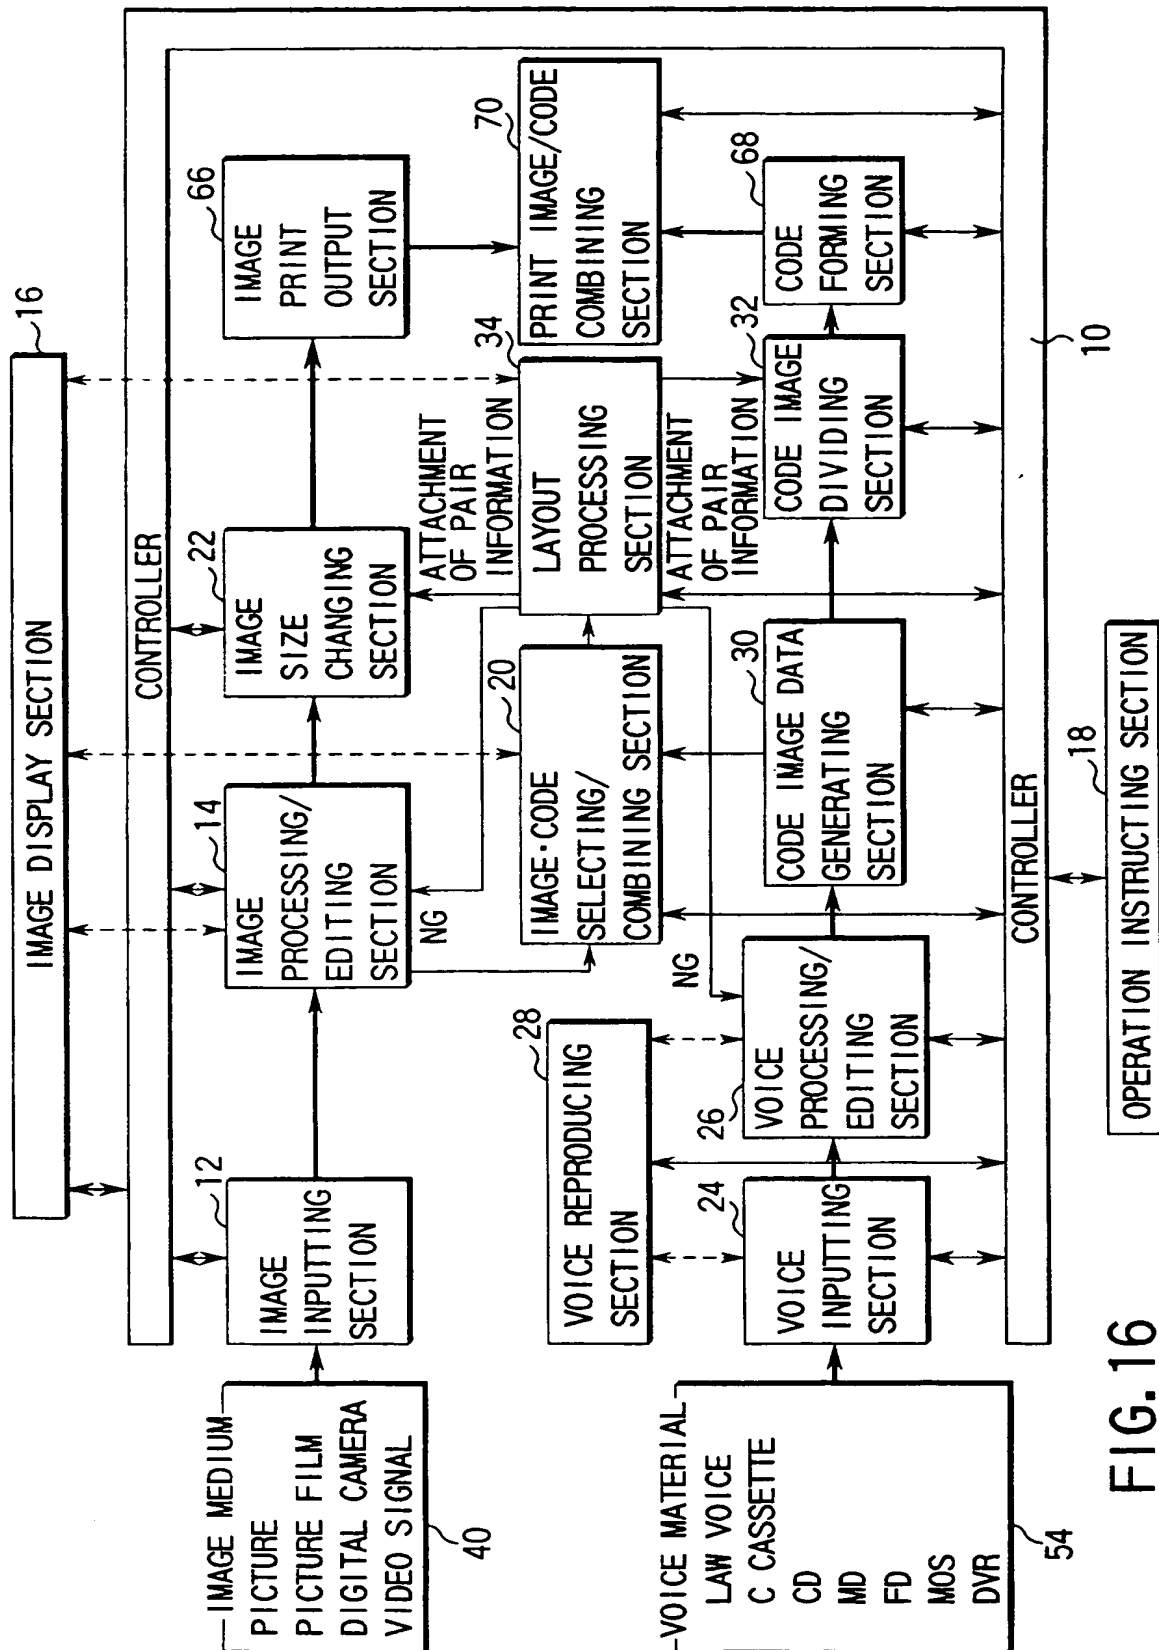 IMAGE DISPLAY SECTION
16
CONTROLLER
IMAGE MEDIUM
PICTURE
PICTURE FILM
DIGITAL CAMERA
VIDEO SIGNAL
40
12
IMAGE
INPUTTING
SECTION
14
IMAGE
PROCESSING/
EDITING
SECTION
NG
22
IMAGE
SIZE
CHANGING
SECTION
ATTACHMENT
OF PAIR
INFORMATION
66
IMAGE
PRINT
OUTPUT
SECTION
28
VOICE REPRODUCING
SECTION
20
IMAGE·CODE
SELECTING/
COMBINING SECTION
34
LAYOUT
PROCESSING
SECTION
70
PRINT IMAGE/CODE
COMBINING
SECTION
NG
ATTACHMENT
OF PAIR
INFORMATION
VOICE MATERIAL
LAW VOICE
C CASSETTE
CD
MD
FD
MOS
DVR
54
24
VOICE
INPUTTING
SECTION
26
VOICE
PROCESSING/
EDITING
SECTION
30
CODE IMAGE DATA
GENERATING
SECTION
32
CODE IMAGE
DIVIDING
SECTION
68
CODE
FORMING
SECTION
CONTROLLER
10
18
OPERATION INSTRUCTING SECTION
FIG. 16